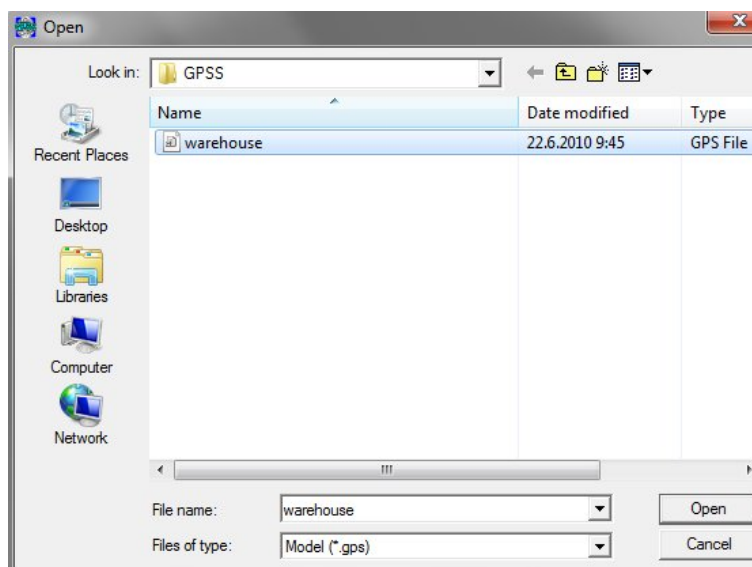 Open
Look in: GPSS
Name Date modified Type
warehouse 22.6.2010 9:45 GPS File
Recent Places
Desktop
Libraries
Computer
Network
File name: warehouse Open
Files of type: Model (*.gps) Cancel